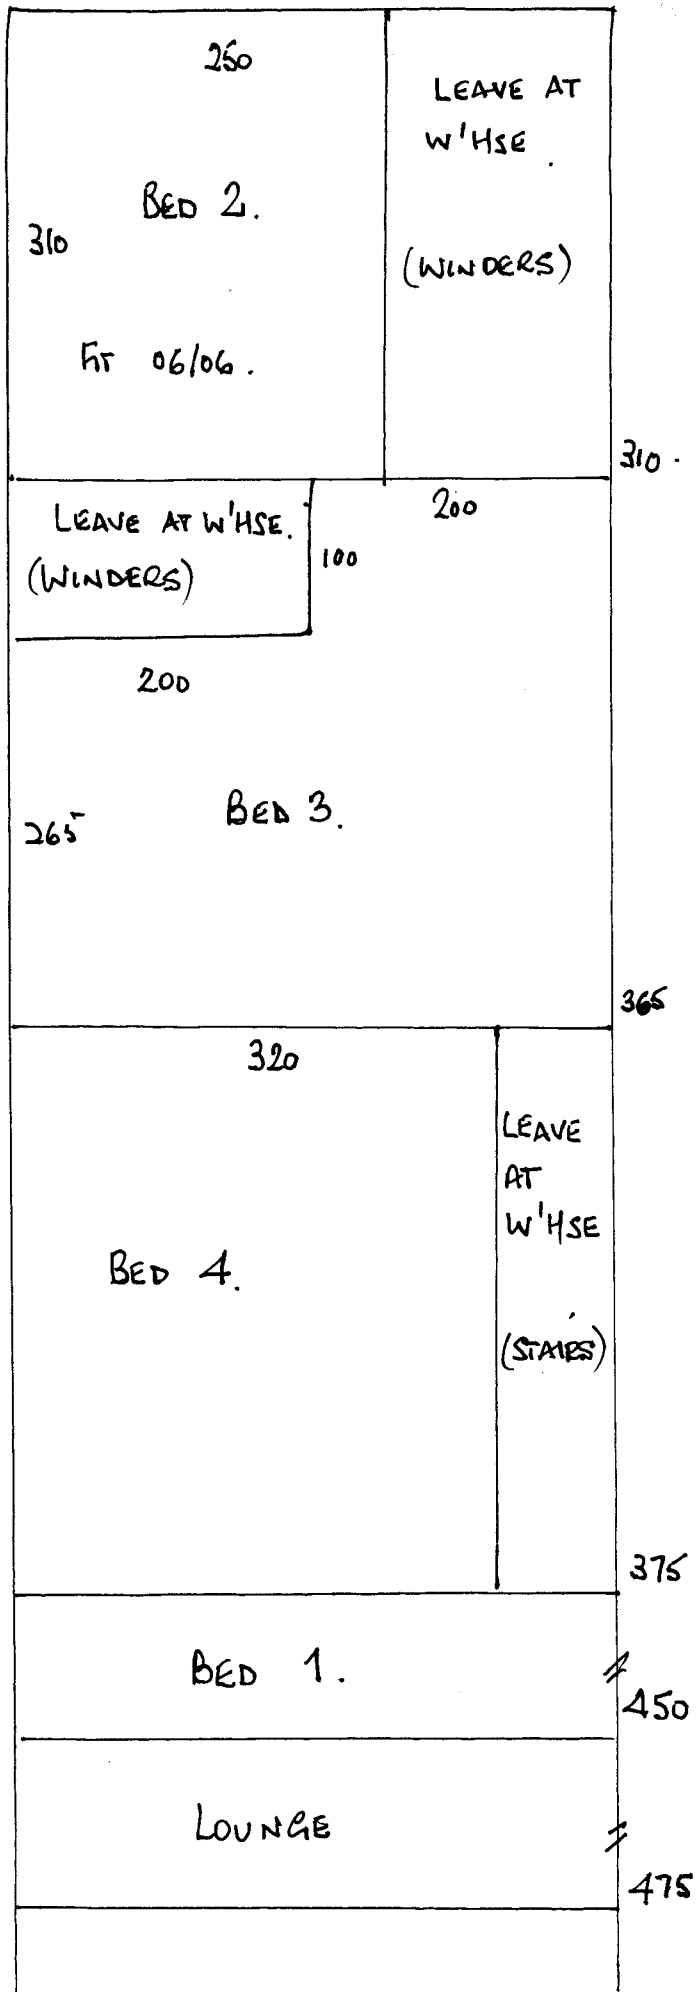 250
LEAVE AT
W'HSE.
BED 2.
310
(WINDERS)
FIT 06/06.
310.
200
LEAVE AT W'HSE.
(WINDERS)
100
200
BED 3.
265
365
320
LEAVE
AT
W'HSE
BED 4.
(STAIRS)
375
BED 1.
450
LOUNGE
475